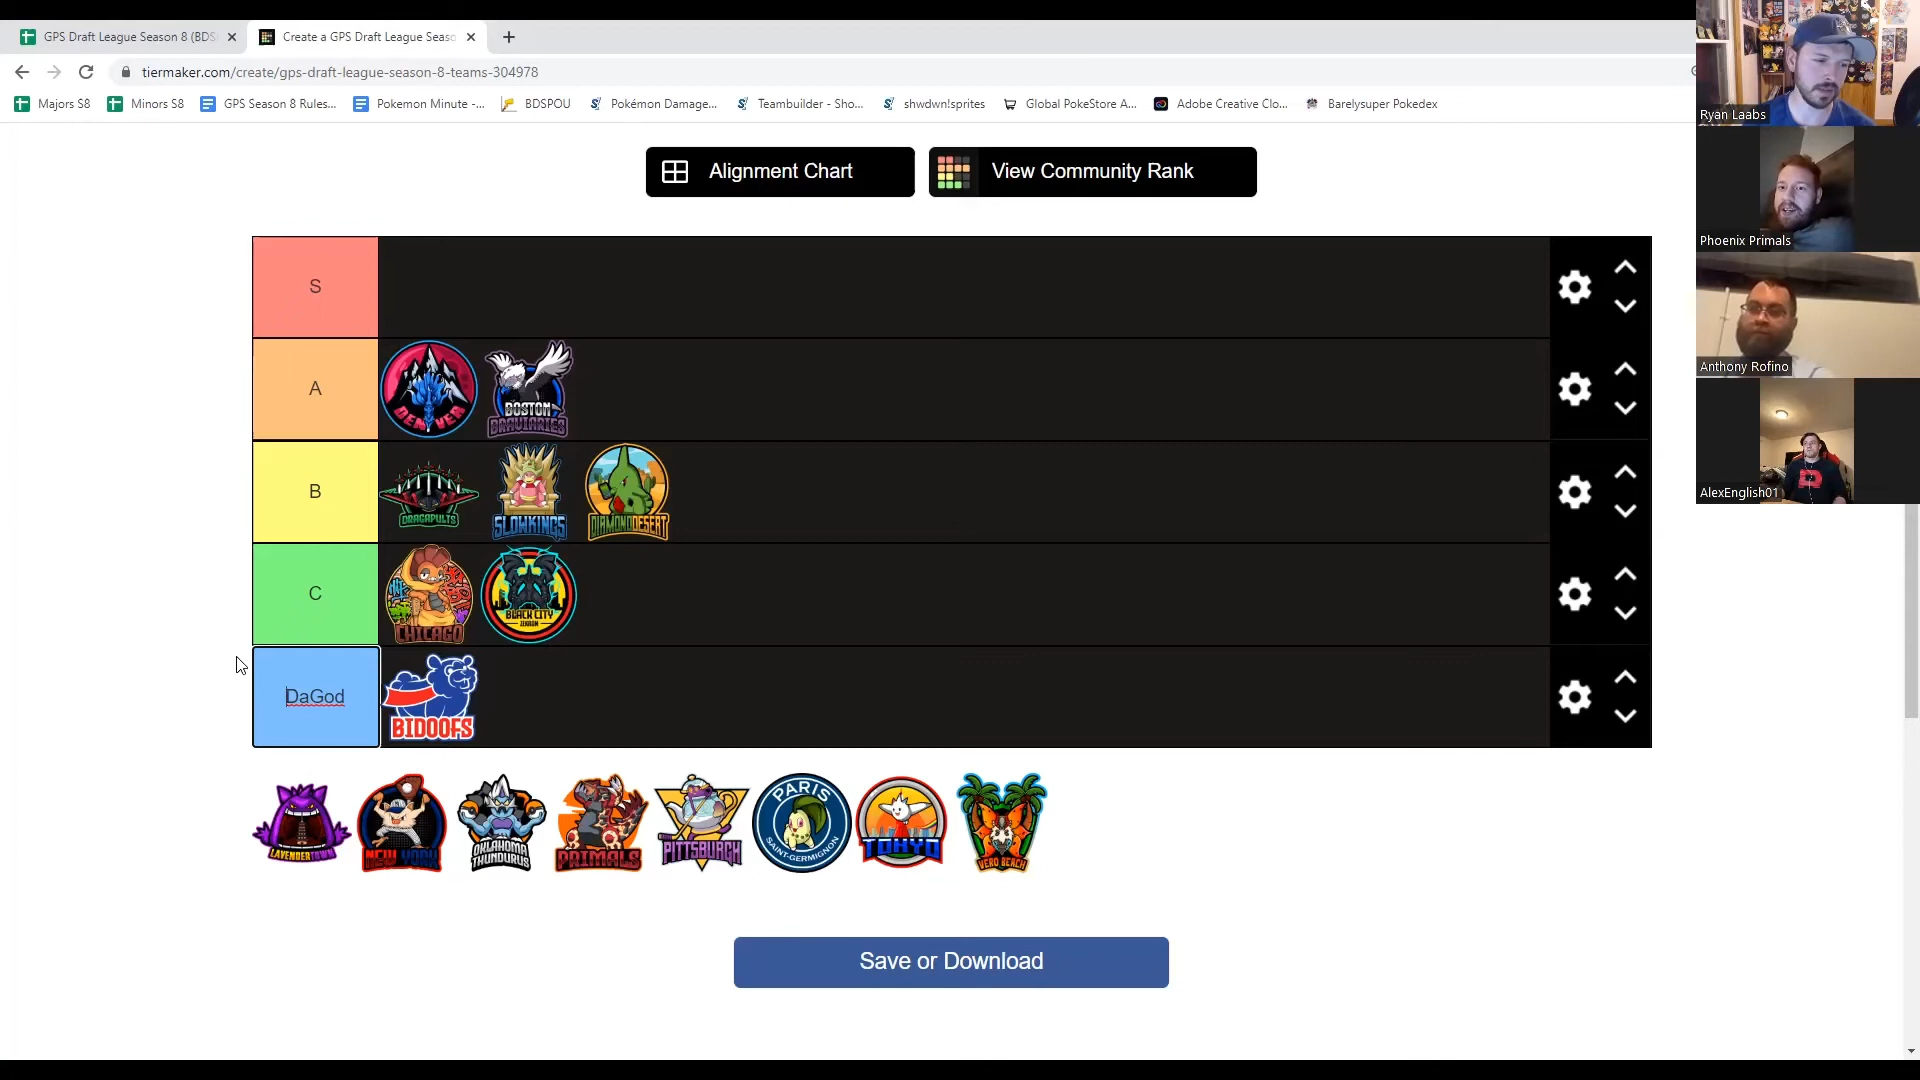 GPS Draft League Season 8 (BDS
Create a GPS Draft League Seaso
tiermaker.com/create/gps-draft-league-season-8-teams-304978
Majors S8
Minors S8
GPS Season 8 Rules...
Pokemon Minute -...
BDSPOU
Pokémon Damage...
Teambuilder - Sho...
shwdwn!sprites
Global PokeStore A...
Adobe Creative Clo...
Barelysuper Pokedex
Alignment Chart
View Community Rank
S
A
DENVER
BOSTON
BRAVIARIES
B
DRAGAPULTS
SLOWKINGS
DIAMOND DESERT
C
CHICAGO
BLACK CITY
ZEKROM
DaGod
BIDOOFS
LAVENDER TOWN
NEW YORK
OKLAHOMA
THUNDURUS
PRIMALS
PITTSBURGH
PARIS
SAINT-GERMIGNON
TOKYO
VERO BEACH
Save or Download
Ryan Laabs
Phoenix Primals
Anthony Rofino
AlexEnglish01